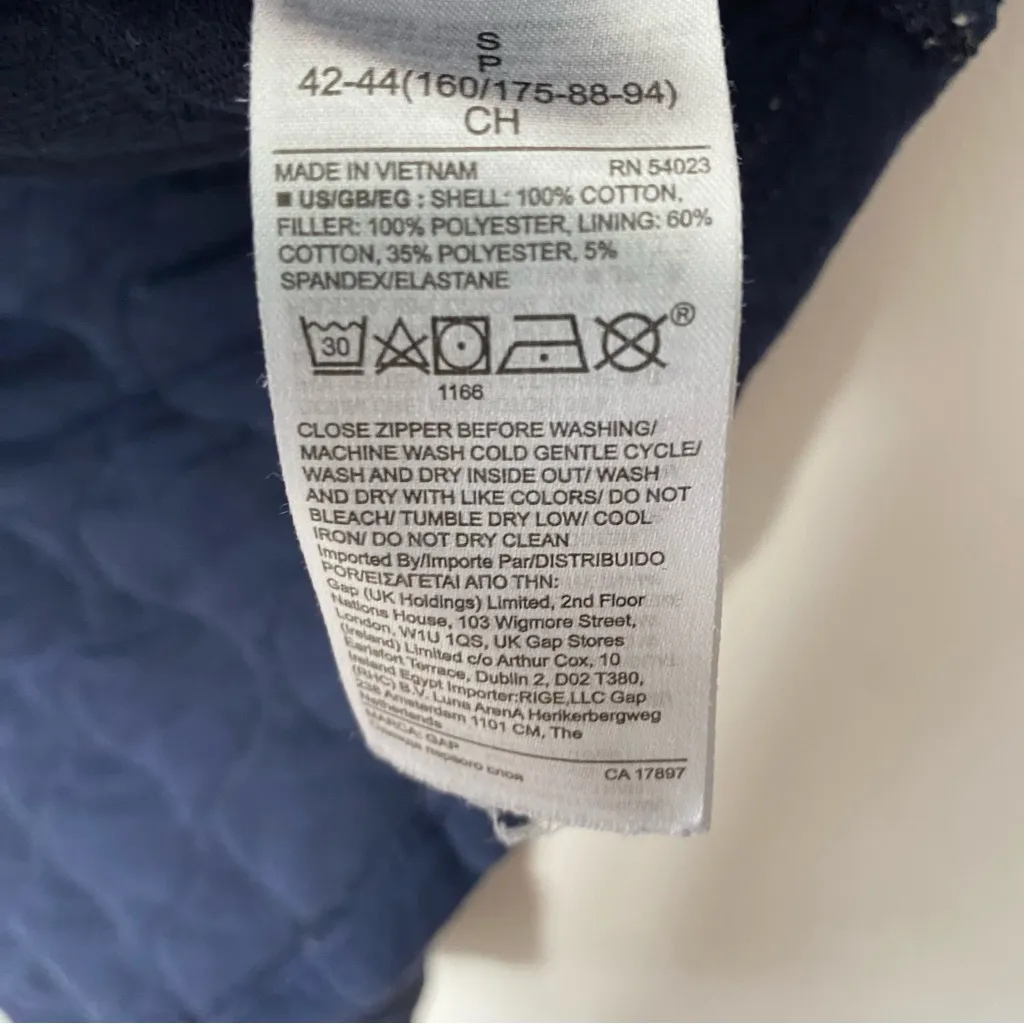 S
P
42-44(160/175-88-94)
CH
MADE IN VIETNAM RN 54023
■ US/GB/EG : SHELL: 100% COTTON,
FILLER: 100% POLYESTER, LINING: 60%
COTTON, 35% POLYESTER, 5%
SPANDEX/ELASTANE
30
®
1166
CLOSE ZIPPER BEFORE WASHING/
MACHINE WASH COLD GENTLE CYCLE/
WASH AND DRY INSIDE OUT/ WASH
AND DRY WITH LIKE COLORS/ DO NOT
BLEACH/ TUMBLE DRY LOW/ COOL
IRON/ DO NOT DRY CLEAN
Imported By/Importe Par/DISTRIBUIDO
POR/ΕΙΣΑΓΕΤΑΙ ΑΠΟ ΤΗΝ:
Gap (UK Holdings) Limited, 2nd Floor
Nations House, 103 Wigmore Street,
London, W1U 1QS, UK Gap Stores
(Ireland) Limited c/o Arthur Cox, 10
Earlsfort Terrace, Dublin 2, D02 T380,
Ireland Egypt Importer:RIGE,LLC Gap
(RHC) B.V. Luna ArenA Herikerbergweg
238 Amsterdam 1101 CM, The
Netherlands
MARCA: GAP
Одежда первого слоя
CA 17897